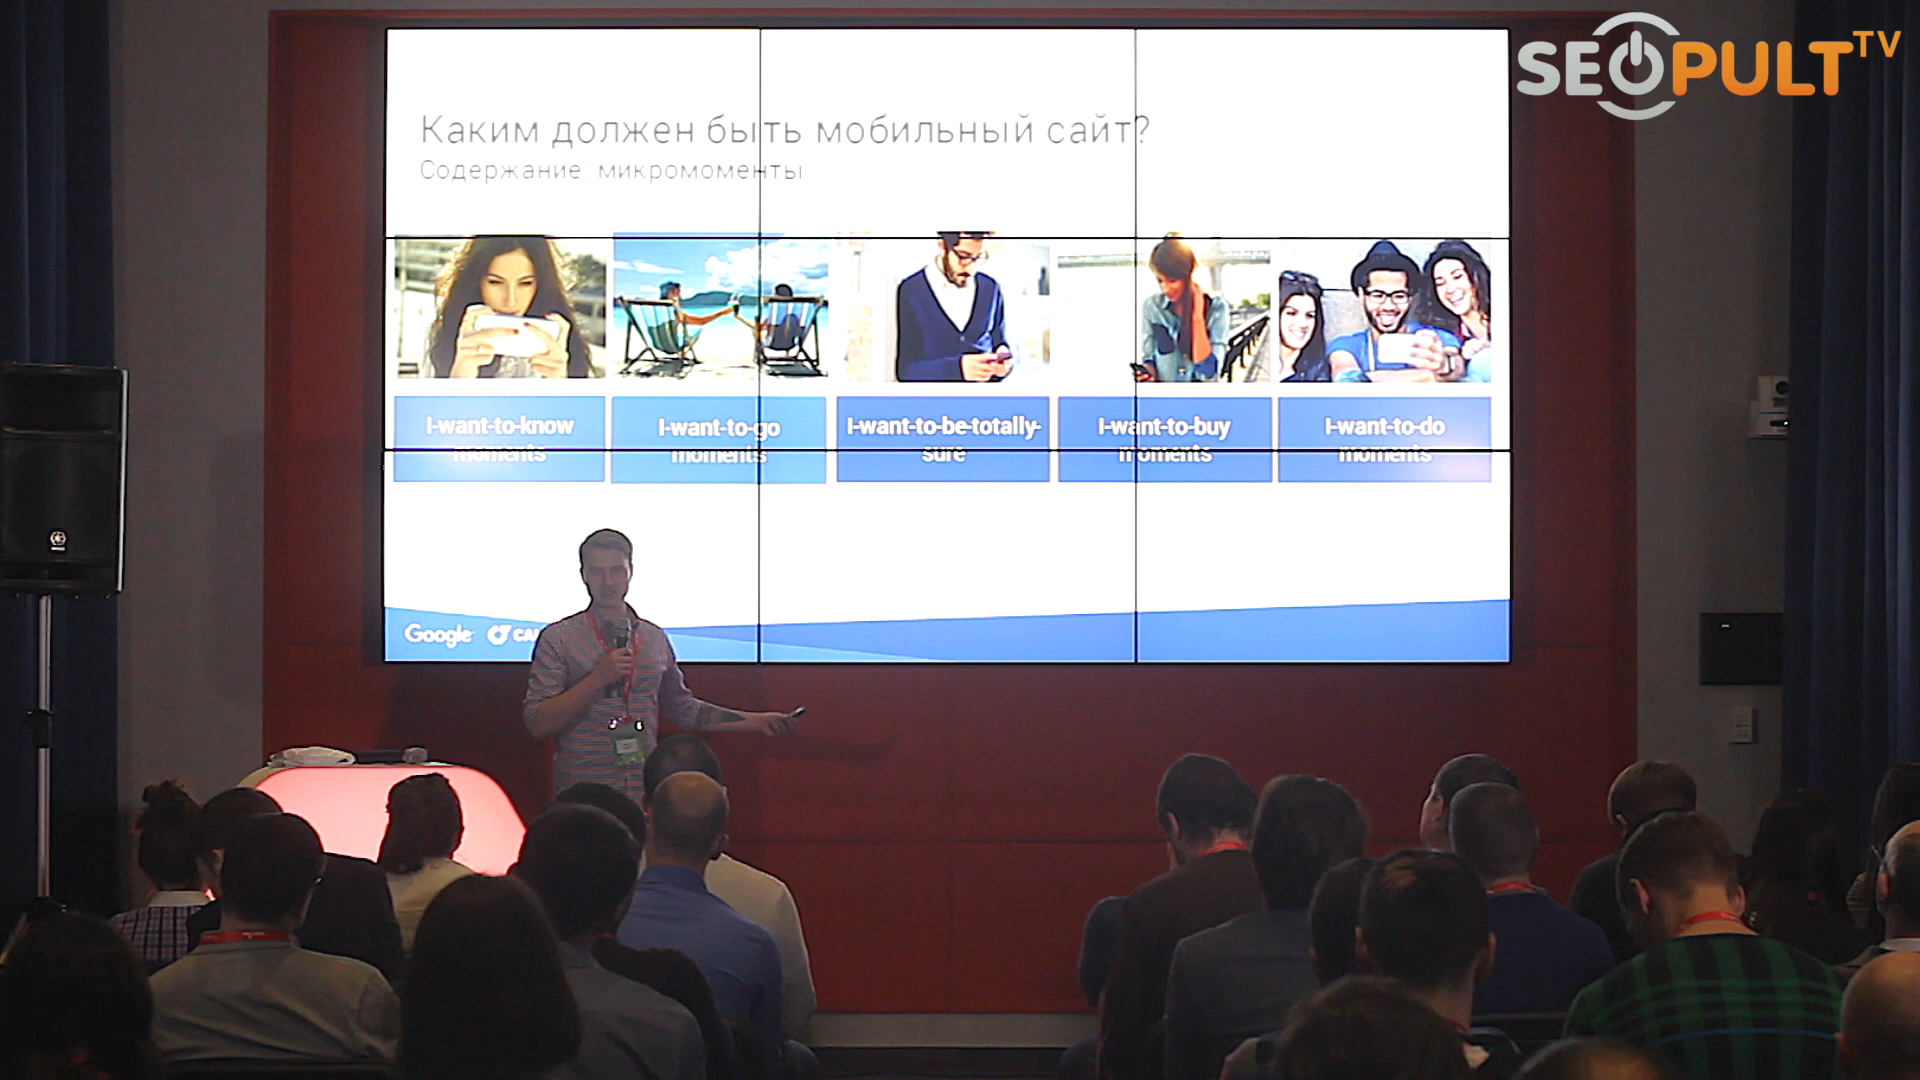 SEOPULT TV
Каким должен быть мобильный сайт?
Содержание: микромоменты
I-want-to-know
moments
I-want-to-go
moments
I-want-to-be-totally-
sure
I-want-to-buy
moments
I-want-to-do
moments
Google